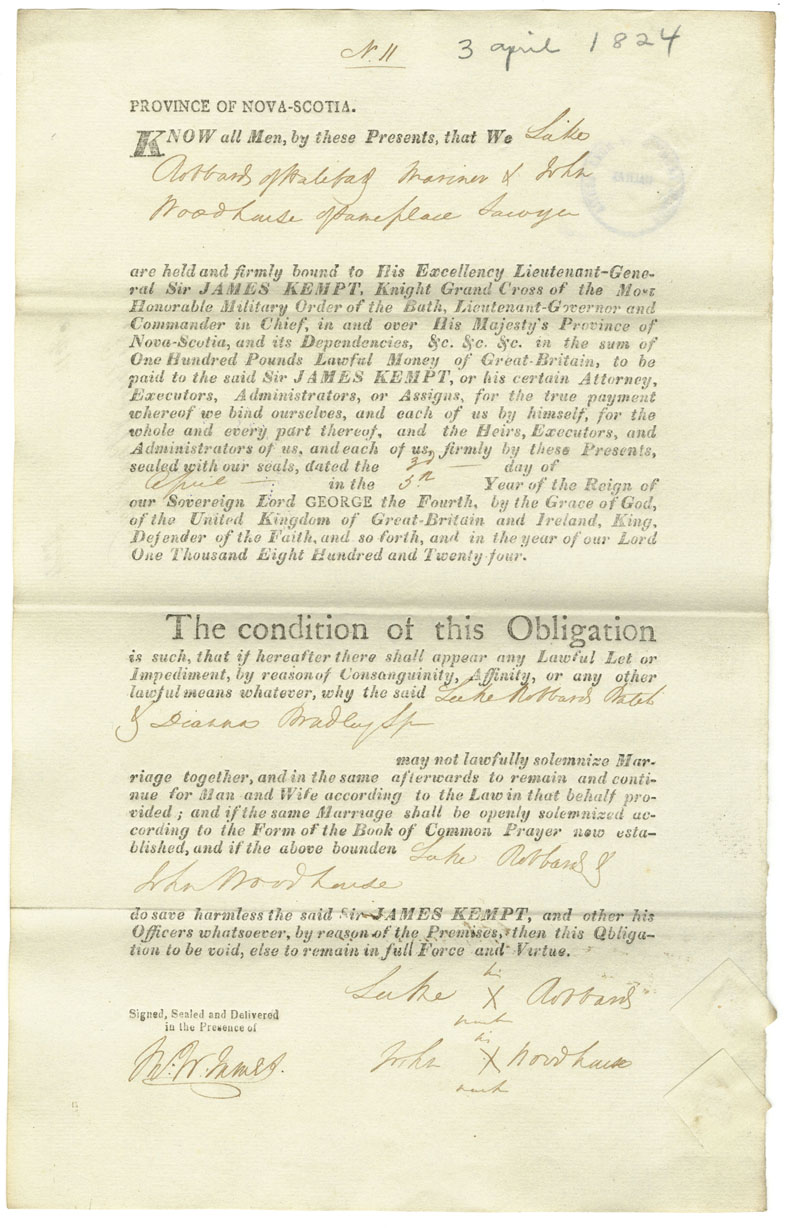 N. 11
3 april 1824
PROVINCE OF NOVA-SCOTIA.
KNOW all Men, by these Presents, that We Luke
Robbards of Halifax Mariner & John
Woodhouse of same place Sawyer
are held and firmly bound to His Excellency Lieutenant-Gene-
ral Sir JAMES KEMPT, Knight Grand Cross of the Most
Honorable Military Order of the Bath, Lieutenant-Governor and
Commander in Chief, in and over His Majesty's Province of
Nova-Scotia, and its Dependencies, &c. &c. &c. in the sum of
One Hundred Pounds Lawful Money of Great-Britain, to be
paid to the said Sir JAMES KEMPT, or his certain Attorney,
Executors, Administrators, or Assigns, for the true payment
whereof we bind ourselves, and each of us by himself, for the
whole and every part thereof, and the Heirs, Executors, and
Administrators of us, and each of us, firmly by these Presents,
sealed with our seals, dated the 3d day of
April in the 5th Year of the Reign of
our Sovereign Lord GEORGE the Fourth, by the Grace of God,
of the United Kingdom of Great-Britain and Ireland, King,
Defender of the Faith, and so forth, and in the year of our Lord
One Thousand Eight Hundred and Twenty-four.
The condition of this Obligation
is such, that if hereafter there shall appear any Lawful Let or
Impediment, by reason of Consanguinity, Affinity, or any other
lawful means whatever, why the said Luke Robbards Batch
& Dianna Bradley Sp
may not lawfully solemnize Mar-
riage together, and in the same afterwards to remain and conti-
nue for Man and Wife according to the Law in that behalf pro-
vided; and if the same Marriage shall be openly solemnized ac-
cording to the Form of the Book of Common Prayer now esta-
blished, and if the above bounden Luke Robbards &
John Woodhouse
do save harmless the said Sir JAMES KEMPT, and other his
Officers whatsoever, by reason of the Premises, then this Obliga-
tion to be void, else to remain in full Force and Virtue.
his
Luke X Robbards
mark
Signed, Sealed and Delivered
in the Presence of
his
John X Woodhouse
mark
W. W. James.